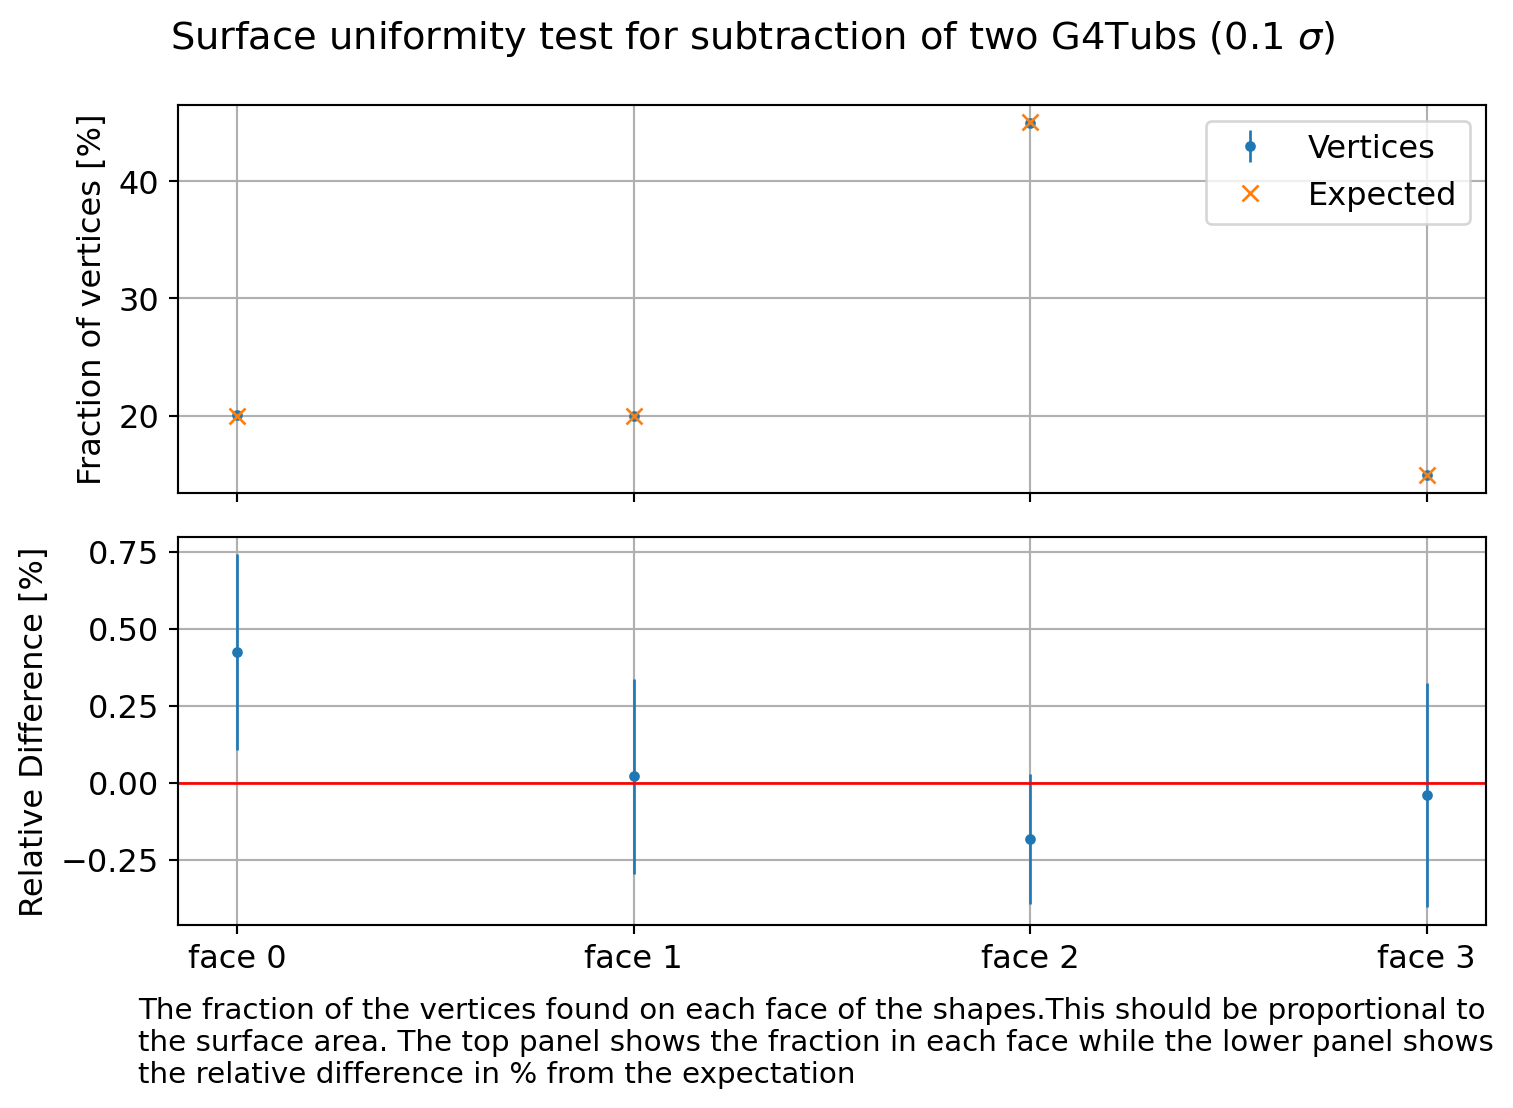 Surface uniformity test for subtraction of two G4Tubs (0.1 σ)
Fraction of vertices [%]
40
30
20
Vertices
Expected
Relative Difference [%]
0.75
0.50
0.25
0.00
−0.25
face 0
face 1
face 2
face 3
The fraction of the vertices found on each face of the shapes.This should be proportional to
the surface area. The top panel shows the fraction in each face while the lower panel shows
the relative difference in % from the expectation